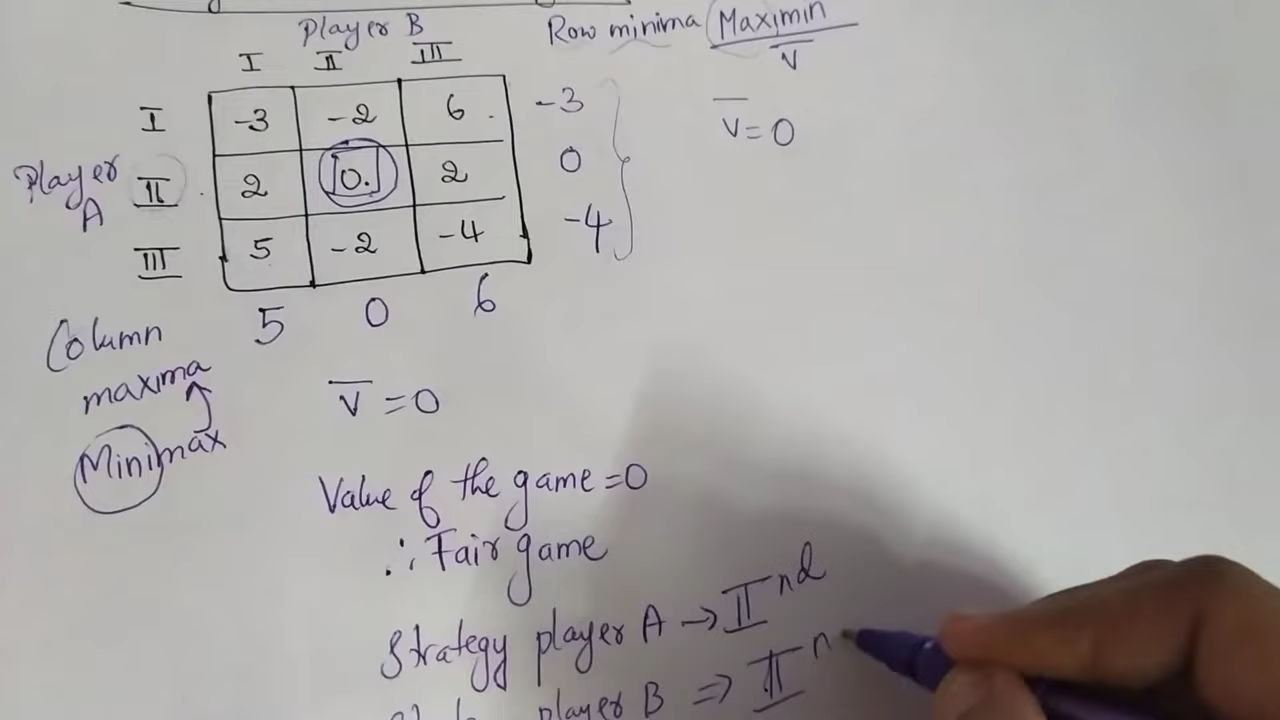 Player B Row minima Maximin
I II III V̅
I -3 -2 6 -3 V̅ = 0
Player A II 2 0 2 0
III 5 -2 -4 -4
Column maxima 5 0 6
Minimax V̅ = 0
Value of the game = 0
∴ Fair game
Strategy player A → IInd
player B ⇒ IIn